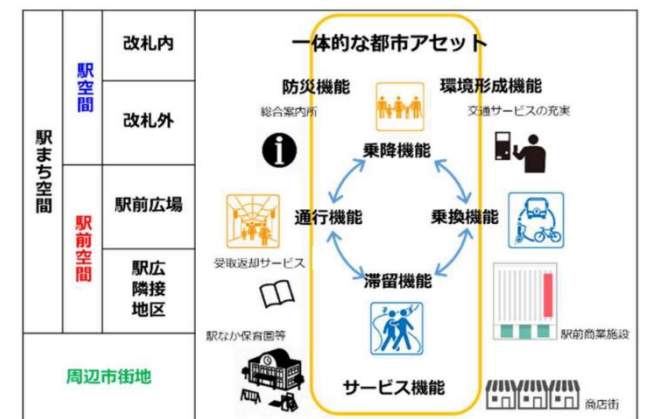 駅まち空間
駅空間
改札内
改札外
駅前空間
駅前広場
駅広
隣接
地区
周辺市街地
一体的な都市アセット
防災機能
環境形成機能
総合案内所
交通サービスの充実
乗降機能
通行機能
乗換機能
受取返却サービス
滞留機能
駅なか保育園等
駅前商業施設
サービス機能
商店街